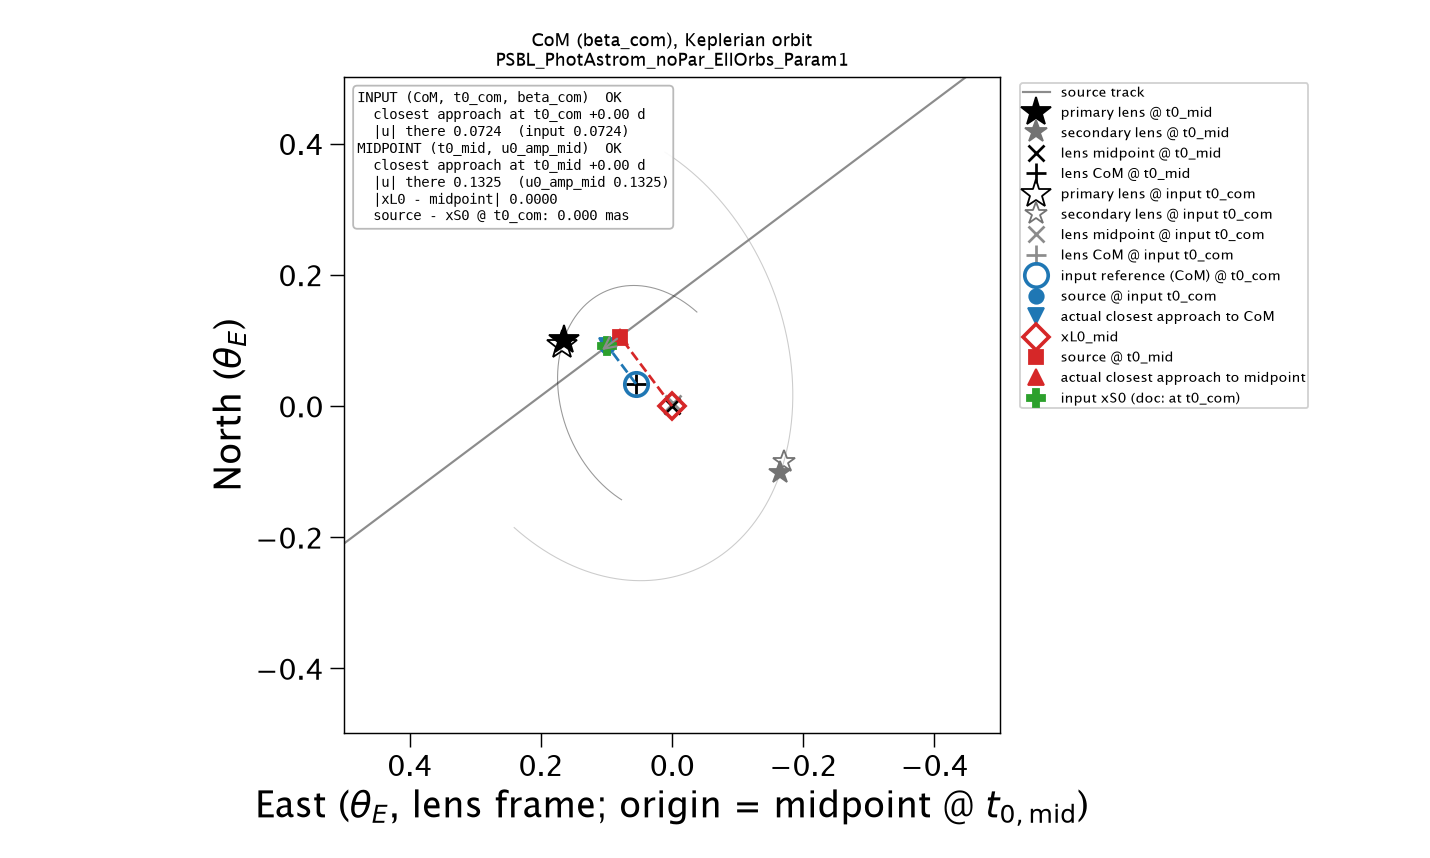 CoM (beta_com), Keplerian orbit
PSBL_PhotAstrom_noPar_EllOrbs_Param1
INPUT (CoM, t0_com, beta_com)  OK
closest approach at t0_com +0.00 d
|u| there 0.0724  (input 0.0724)
MIDPOINT (t0_mid, u0_amp_mid)  OK
closest approach at t0_mid +0.00 d
|u| there 0.1325  (u0_amp_mid 0.1325)
|xL0 - midpoint| 0.0000
source - xS0 @ t0_com: 0.000 mas
source track
primary lens @ t0_mid
secondary lens @ t0_mid
lens midpoint @ t0_mid
lens CoM @ t0_mid
primary lens @ input t0_com
secondary lens @ input t0_com
lens midpoint @ input t0_com
lens CoM @ input t0_com
input reference (CoM) @ t0_com
source @ input t0_com
actual closest approach to CoM
xL0_mid
source @ t0_mid
actual closest approach to midpoint
input xS0 (doc: at t0_com)
North (θ_E)
0.4
0.2
0.0
−0.2
−0.4
0.4 0.2 0.0 −0.2 −0.4
East (θ_E, lens frame; origin = midpoint @ t_{0, mid})